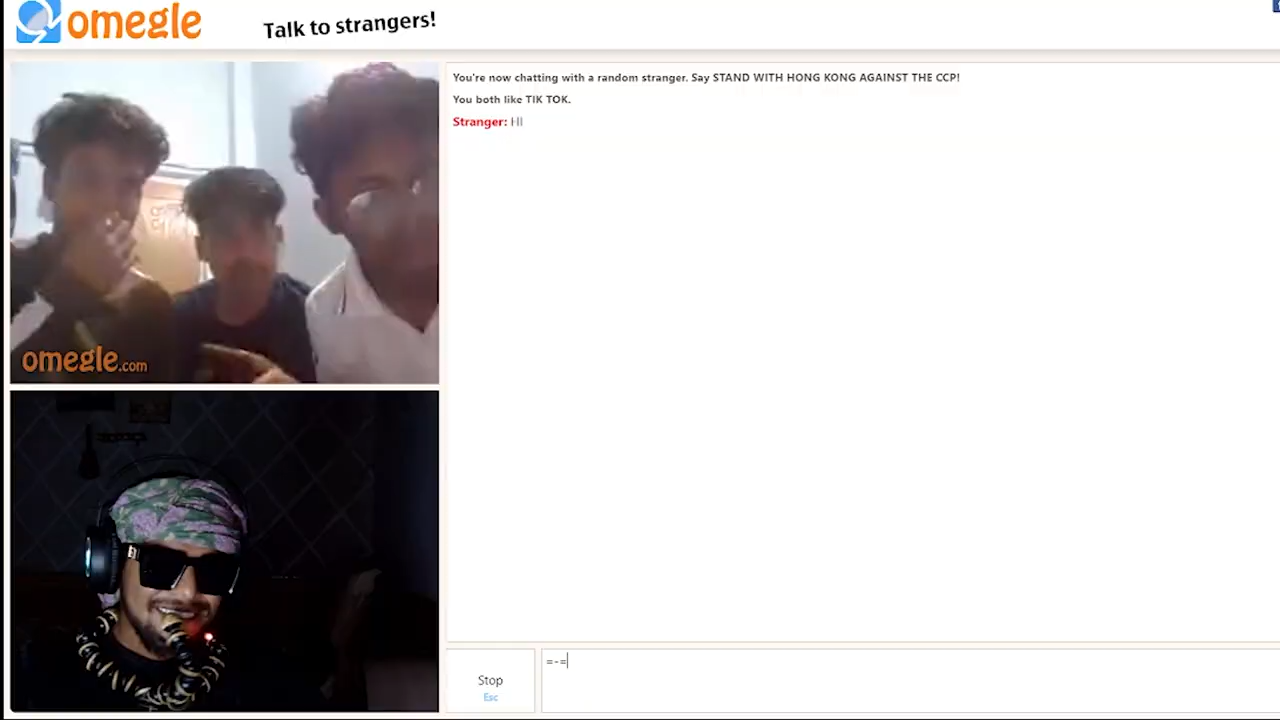 omegle
Talk to strangers!
You're now chatting with a random stranger. Say STAND WITH HONG KONG AGAINST THE CCP!
You both like TIK TOK.
Stranger: HI
omegle.com
=-=
Stop
Esc